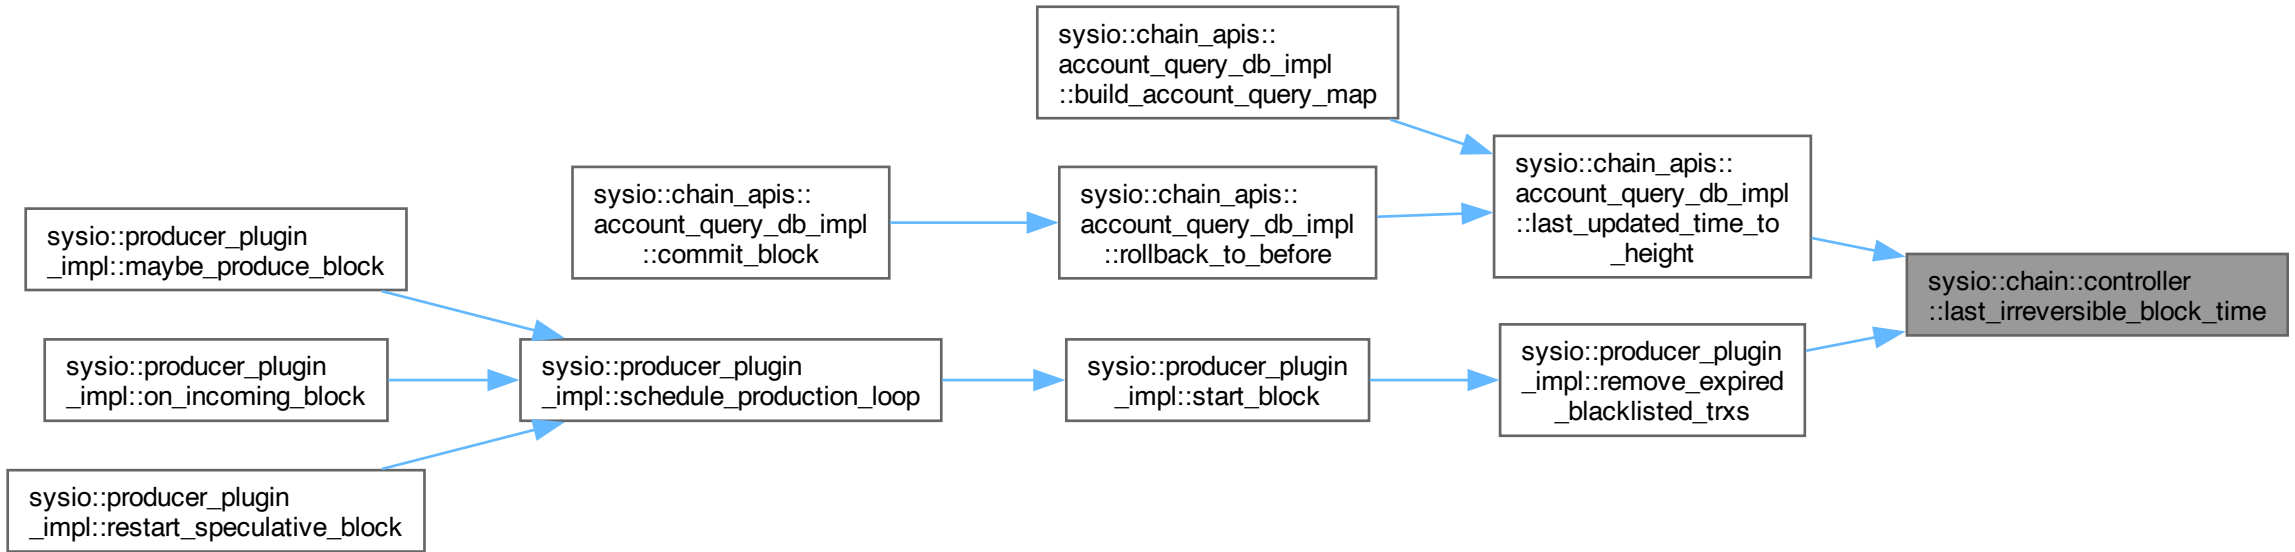 sysio::chain_apis::
account_query_db_impl
::build_account_query_map
sysio::chain_apis::
account_query_db_impl
::last_updated_time_to
_height
sysio::chain_apis::
account_query_db_impl
::commit_block
sysio::chain_apis::
account_query_db_impl
::rollback_to_before
sysio::producer_plugin
_impl::maybe_produce_block
sysio::chain::controller
::last_irreversible_block_time
sysio::producer_plugin
_impl::on_incoming_block
sysio::producer_plugin
_impl::schedule_production_loop
sysio::producer_plugin
_impl::start_block
sysio::producer_plugin
_impl::remove_expired
_blacklisted_trxs
sysio::producer_plugin
_impl::restart_speculative_block